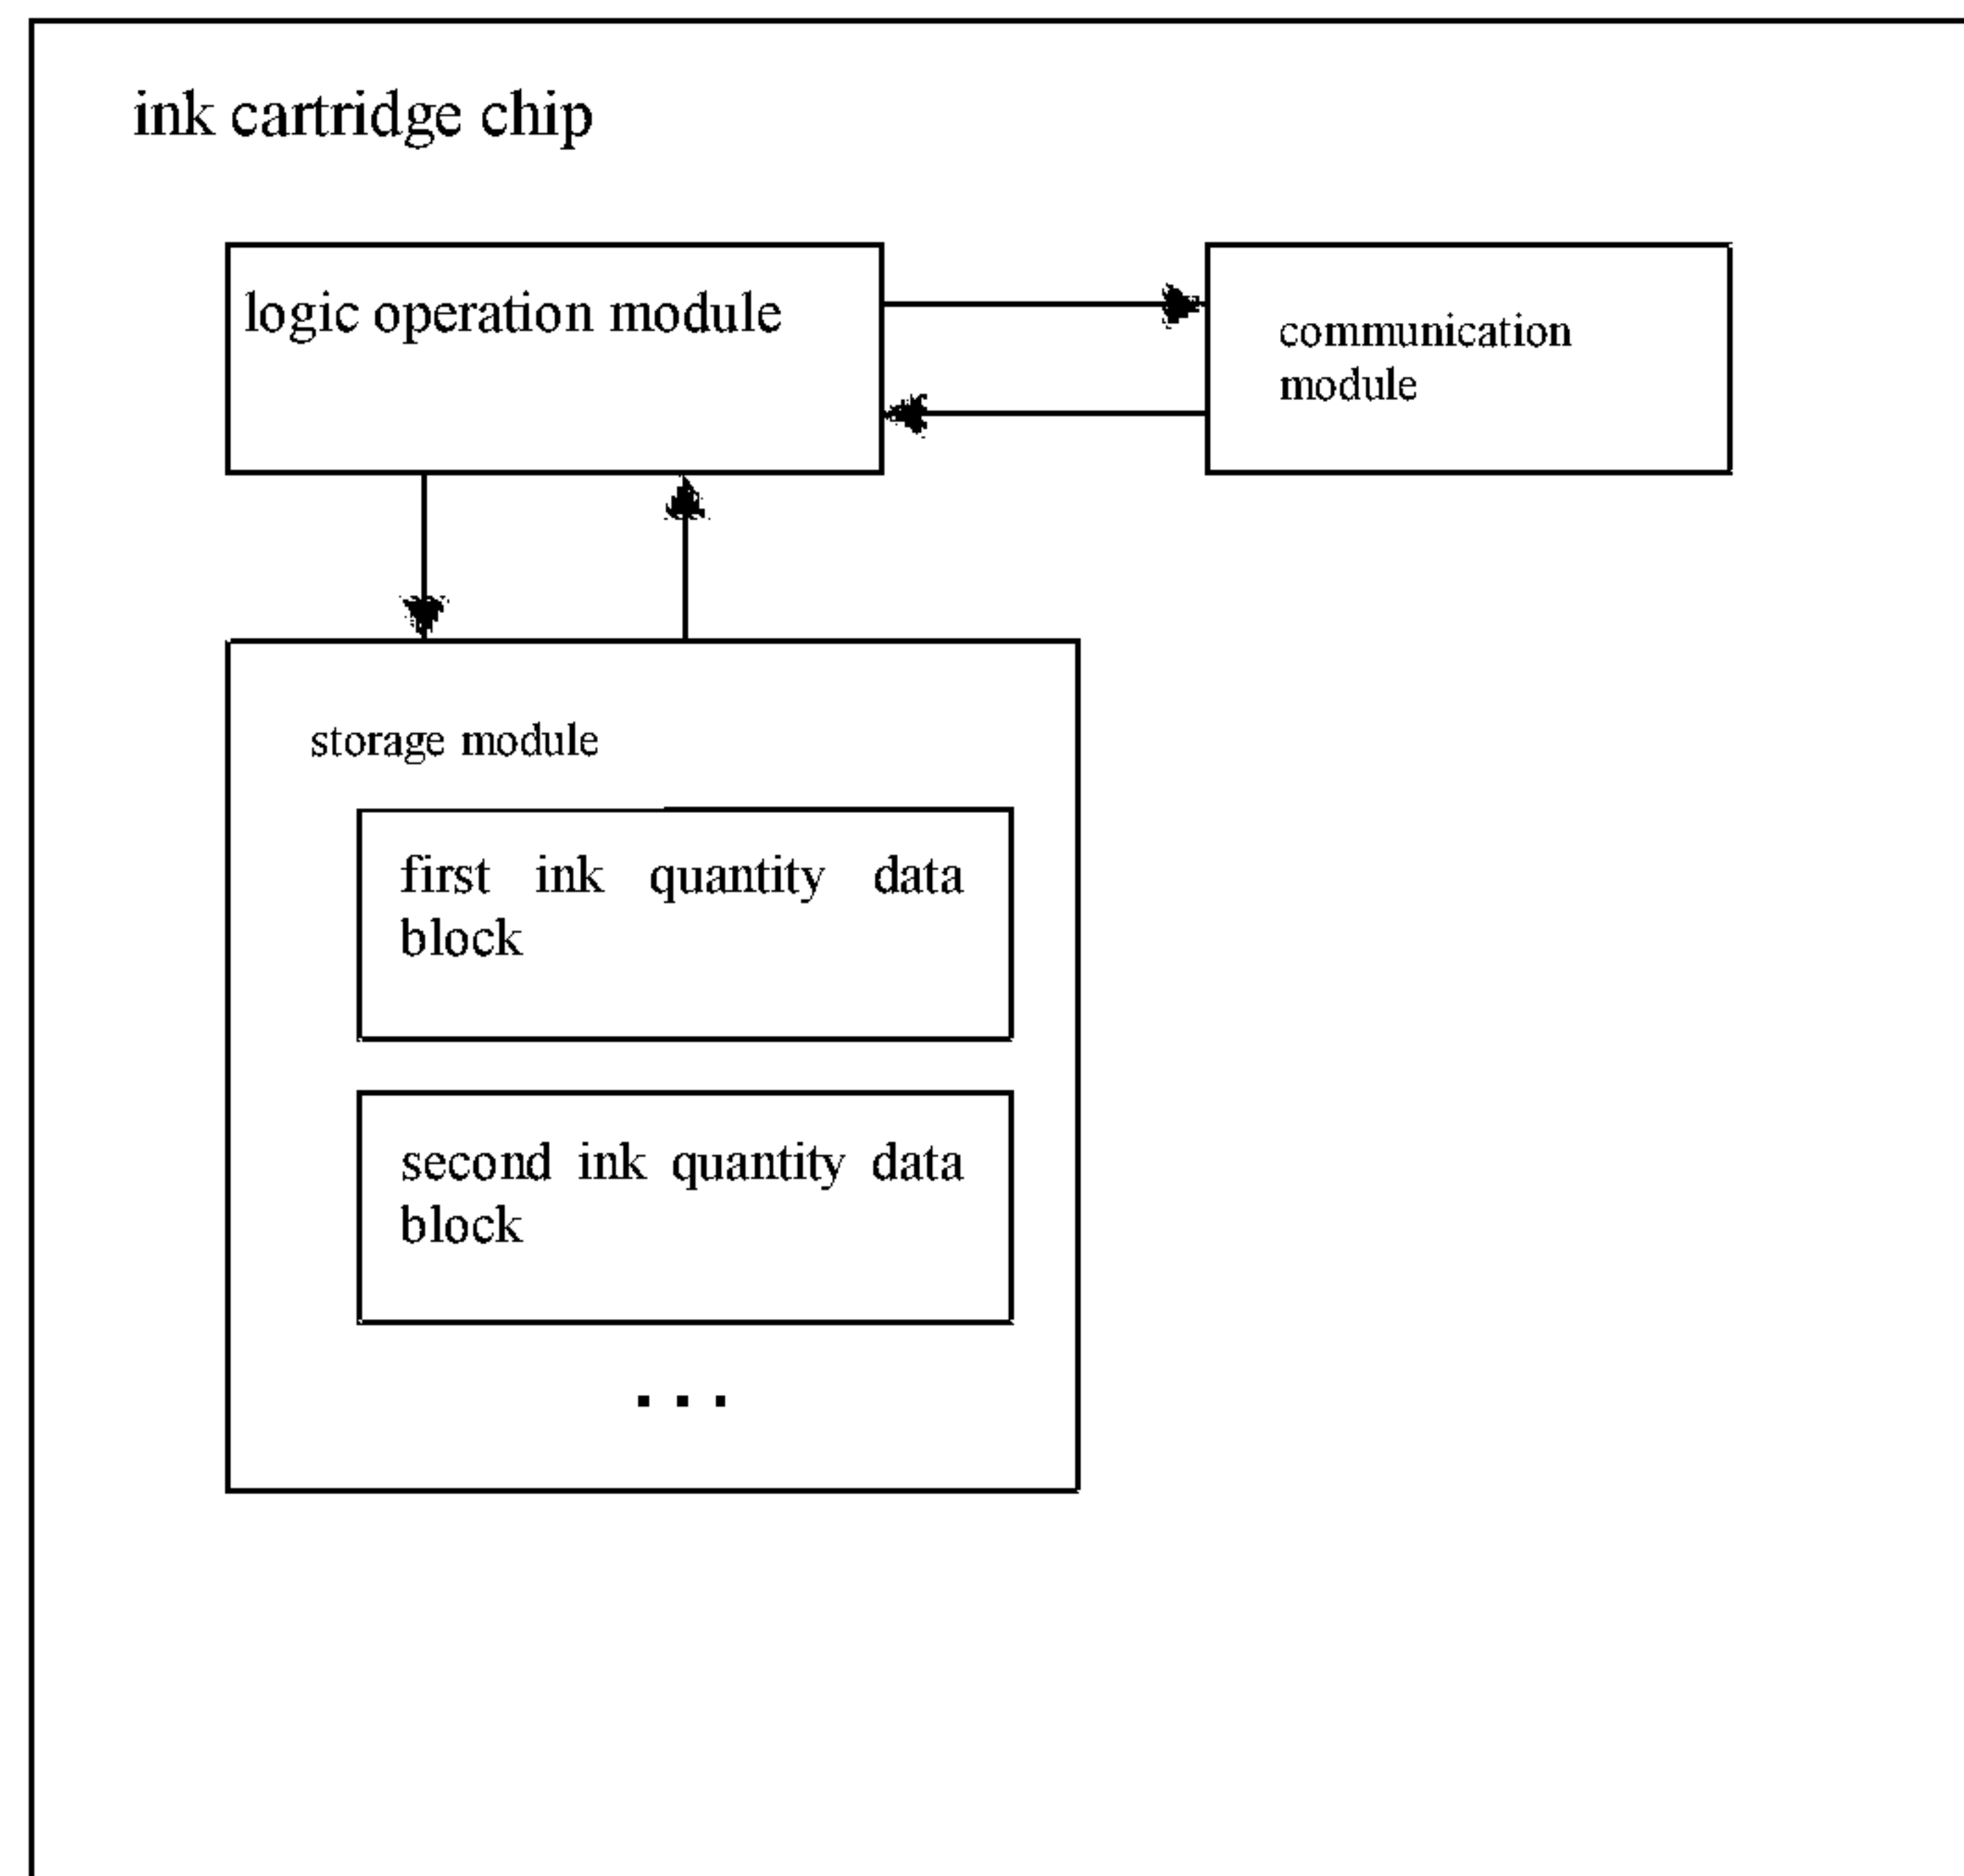 ink cartridge chip
logic operation module
communication
module
storage module
first ink quantity data
block
second ink quantity data
block
...